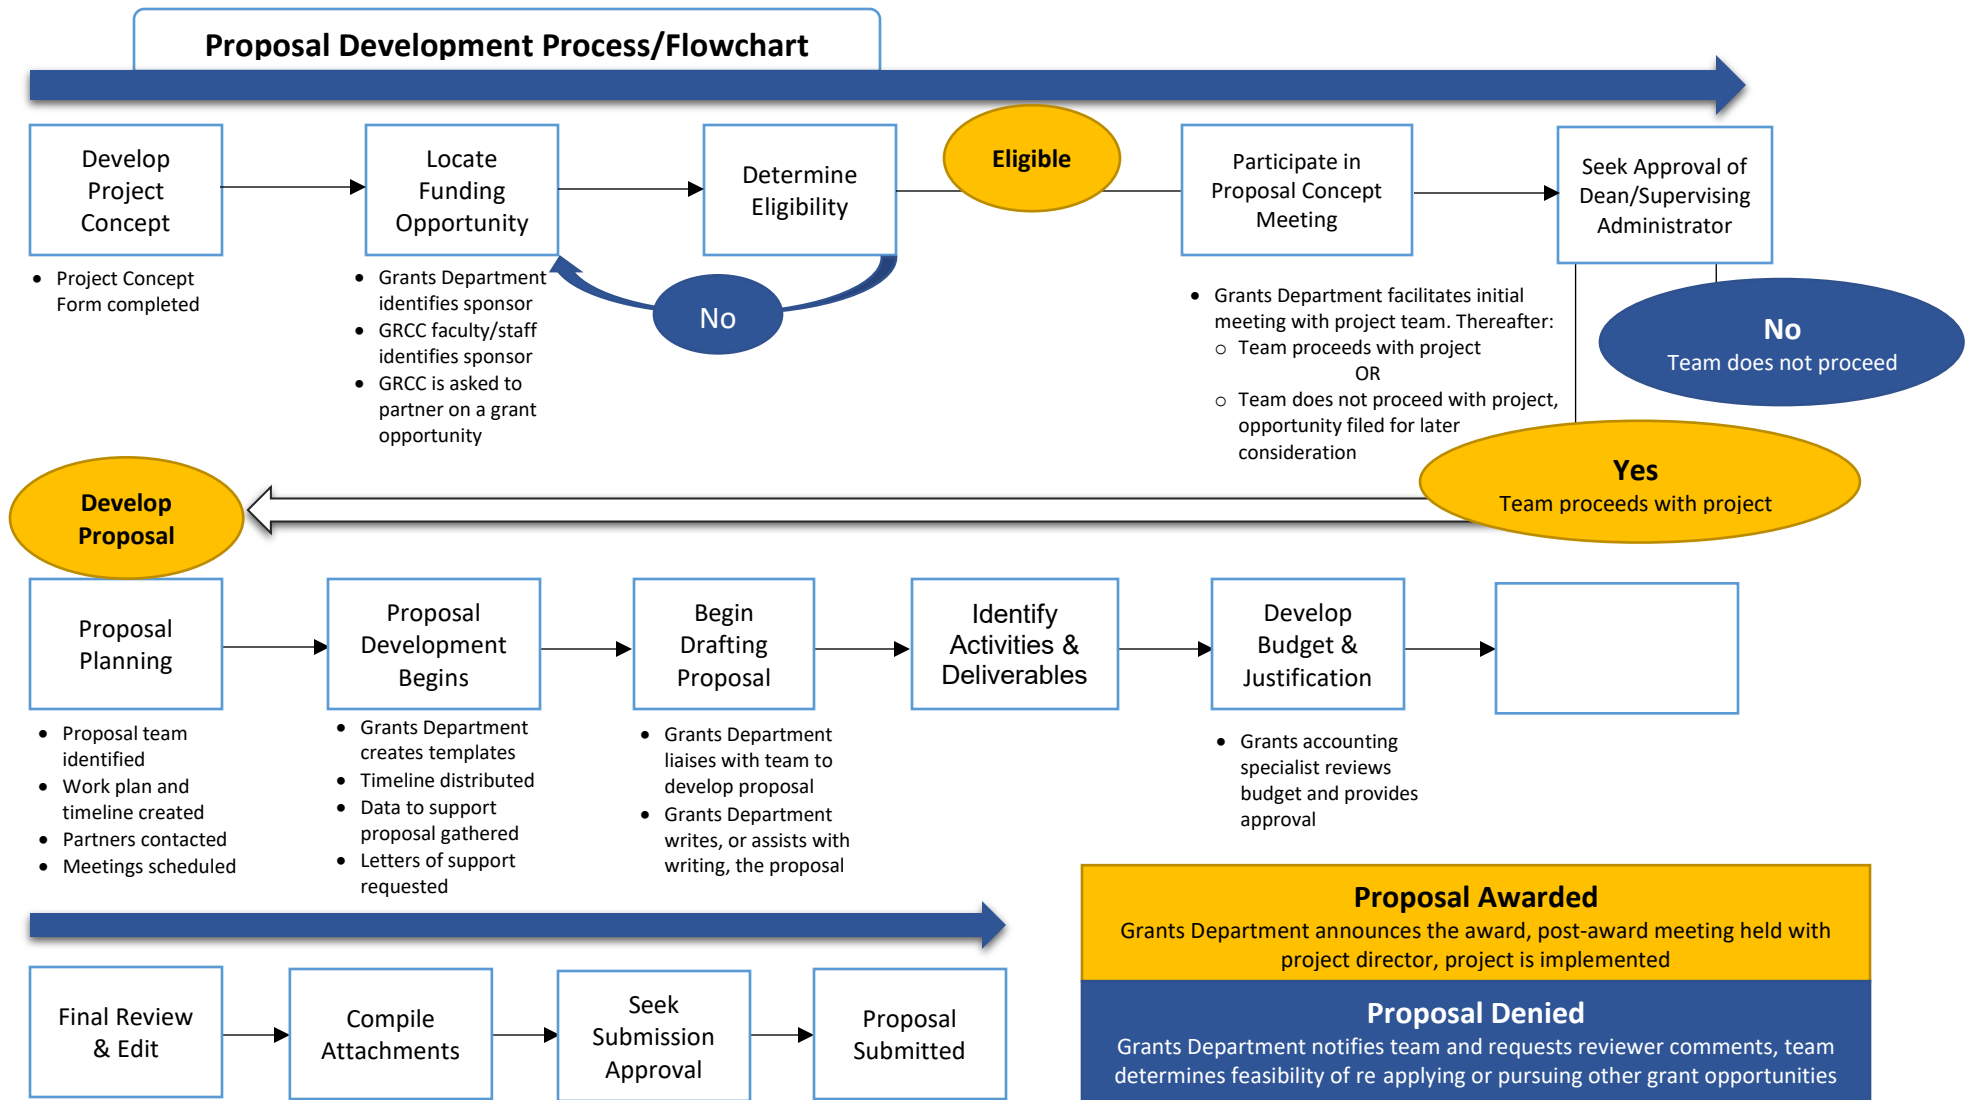 Proposal Development Process/Flowchart
Develop
Project
Concept
Locate
Funding
Opportunity
Determine
Eligibility
Eligible
Participate in
Proposal Concept
Meeting
Seek Approval of
Dean/Supervising
Administrator
• Project Concept
Form completed
• Grants Department
identifies sponsor
• GRCC faculty/staff
identifies sponsor
• GRCC is asked to
partner on a grant
opportunity
No
• Grants Department facilitates initial
meeting with project team. Thereafter:
o Team proceeds with project
OR
o Team does not proceed with project,
opportunity filed for later
consideration
No
Team does not proceed
Yes
Team proceeds with project
Develop
Proposal
Proposal
Planning
Proposal
Development
Begins
Begin
Drafting
Proposal
Identify
Activities &
Deliverables
Develop
Budget &
Justification
• Proposal team
identified
• Work plan and
timeline created
• Partners contacted
• Meetings scheduled
• Grants Department
creates templates
• Timeline distributed
• Data to support
proposal gathered
• Letters of support
requested
• Grants Department
liaises with team to
develop proposal
• Grants Department
writes, or assists with
writing, the proposal
• Grants accounting
specialist reviews
budget and provides
approval
Final Review
& Edit
Compile
Attachments
Seek
Submission
Approval
Proposal
Submitted
Proposal Awarded
Grants Department announces the award, post-award meeting held with
project director, project is implemented
Proposal Denied
Grants Department notifies team and requests reviewer comments, team
determines feasibility of re applying or pursuing other grant opportunities